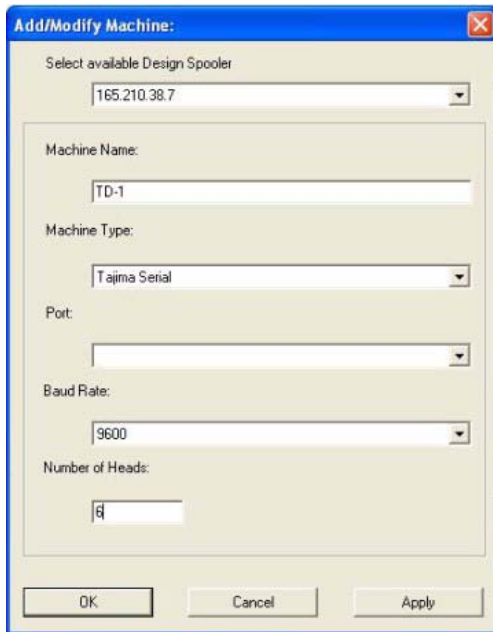 Add/Modify Machine:
Select available Design Spooler
165.210.38.7
Machine Name:
TD-1
Machine Type:
Tajima Serial
Port:
Baud Rate:
9600
Number of Heads:
6
OK Cancel Apply